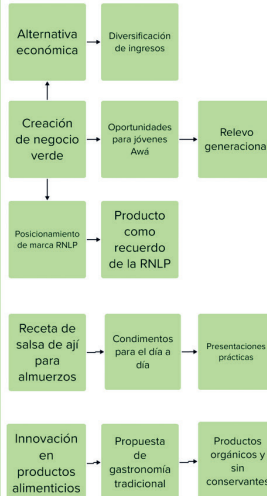 Alternativa
económica
Diversificación
de ingresos
Creación
de negocio
verde
Oportunidades
para jóvenes
Awá
Relevo
generacional
Posicionamiento
de marca RNLP
Producto
como
recuerdo
de la RNLP
Receta de
salsa de ají
para
almuerzos
Condimentos
para el día a
día
Presentaciones
prácticas
Innovación
en
productos
alimenticios
Propuesta
de
gastronomía
tradicional
Productos
orgánicos y
sin
conservantes